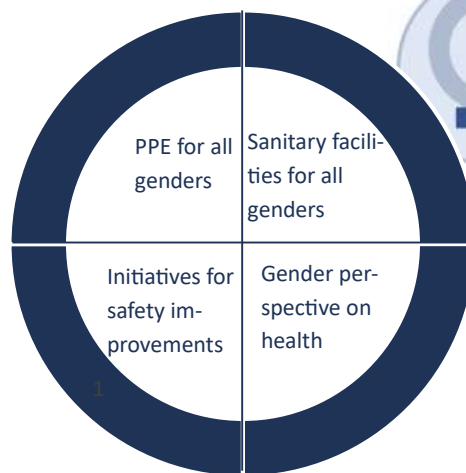 PPE for all
genders
Sanitary facili-
ties for all
genders
Initiatives for
safety im-
provements
Gender per-
spective on
health
1